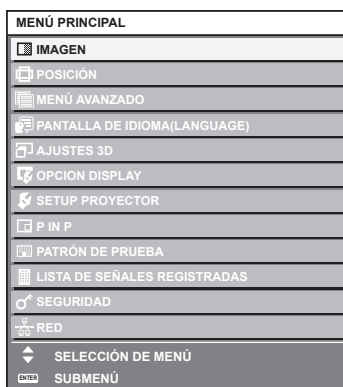 MENÚ PRINCIPAL
IMAGEN
POSICIÓN
MENÚ AVANZADO
PANTALLA DE IDIOMA(LANGUAGE)
AJUSTES 3D
OPCION DISPLAY
SETUP PROYECTOR
P IN P
PATRÓN DE PRUEBA
LISTA DE SEÑALES REGISTRADAS
SEGURIDAD
RED
SELECCIÓN DE MENÚ
ENTER SUBMENÚ